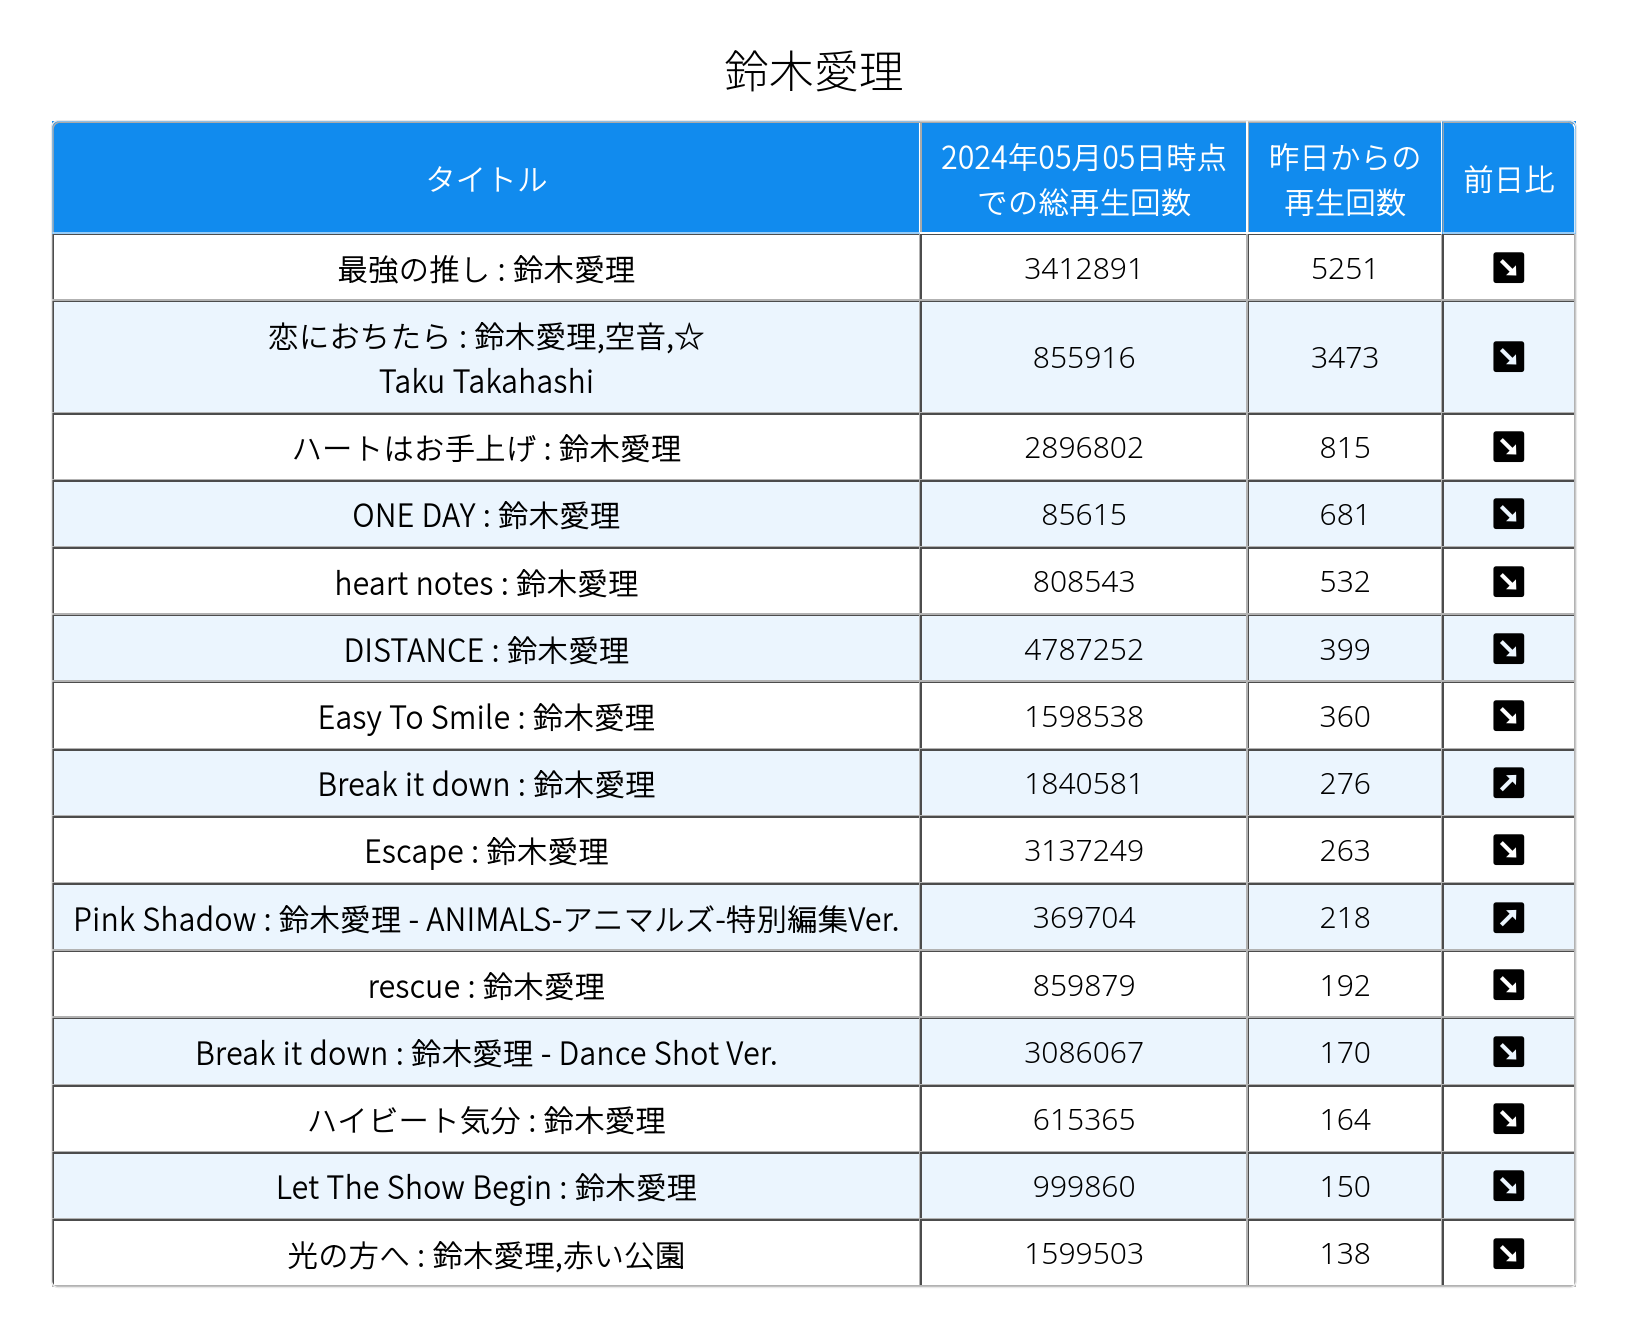 鈴木愛理
タイトル
2024年05月05日時点
での総再生回数
昨日からの
再生回数
前日比
最強の推し : 鈴木愛理 3412891 5251
恋におちたら : 鈴木愛理,空音,☆
Taku Takahashi 855916 3473
ハートはお手上げ : 鈴木愛理 2896802 815
ONE DAY : 鈴木愛理 85615 681
heart notes : 鈴木愛理 808543 532
DISTANCE : 鈴木愛理 4787252 399
Easy To Smile : 鈴木愛理 1598538 360
Break it down : 鈴木愛理 1840581 276
Escape : 鈴木愛理 3137249 263
Pink Shadow : 鈴木愛理 - ANIMALS-アニマルズ-特別編集Ver. 369704 218
rescue : 鈴木愛理 859879 192
Break it down : 鈴木愛理 - Dance Shot Ver. 3086067 170
ハイビート気分 : 鈴木愛理 615365 164
Let The Show Begin : 鈴木愛理 999860 150
光の方へ : 鈴木愛理,赤い公園 1599503 138